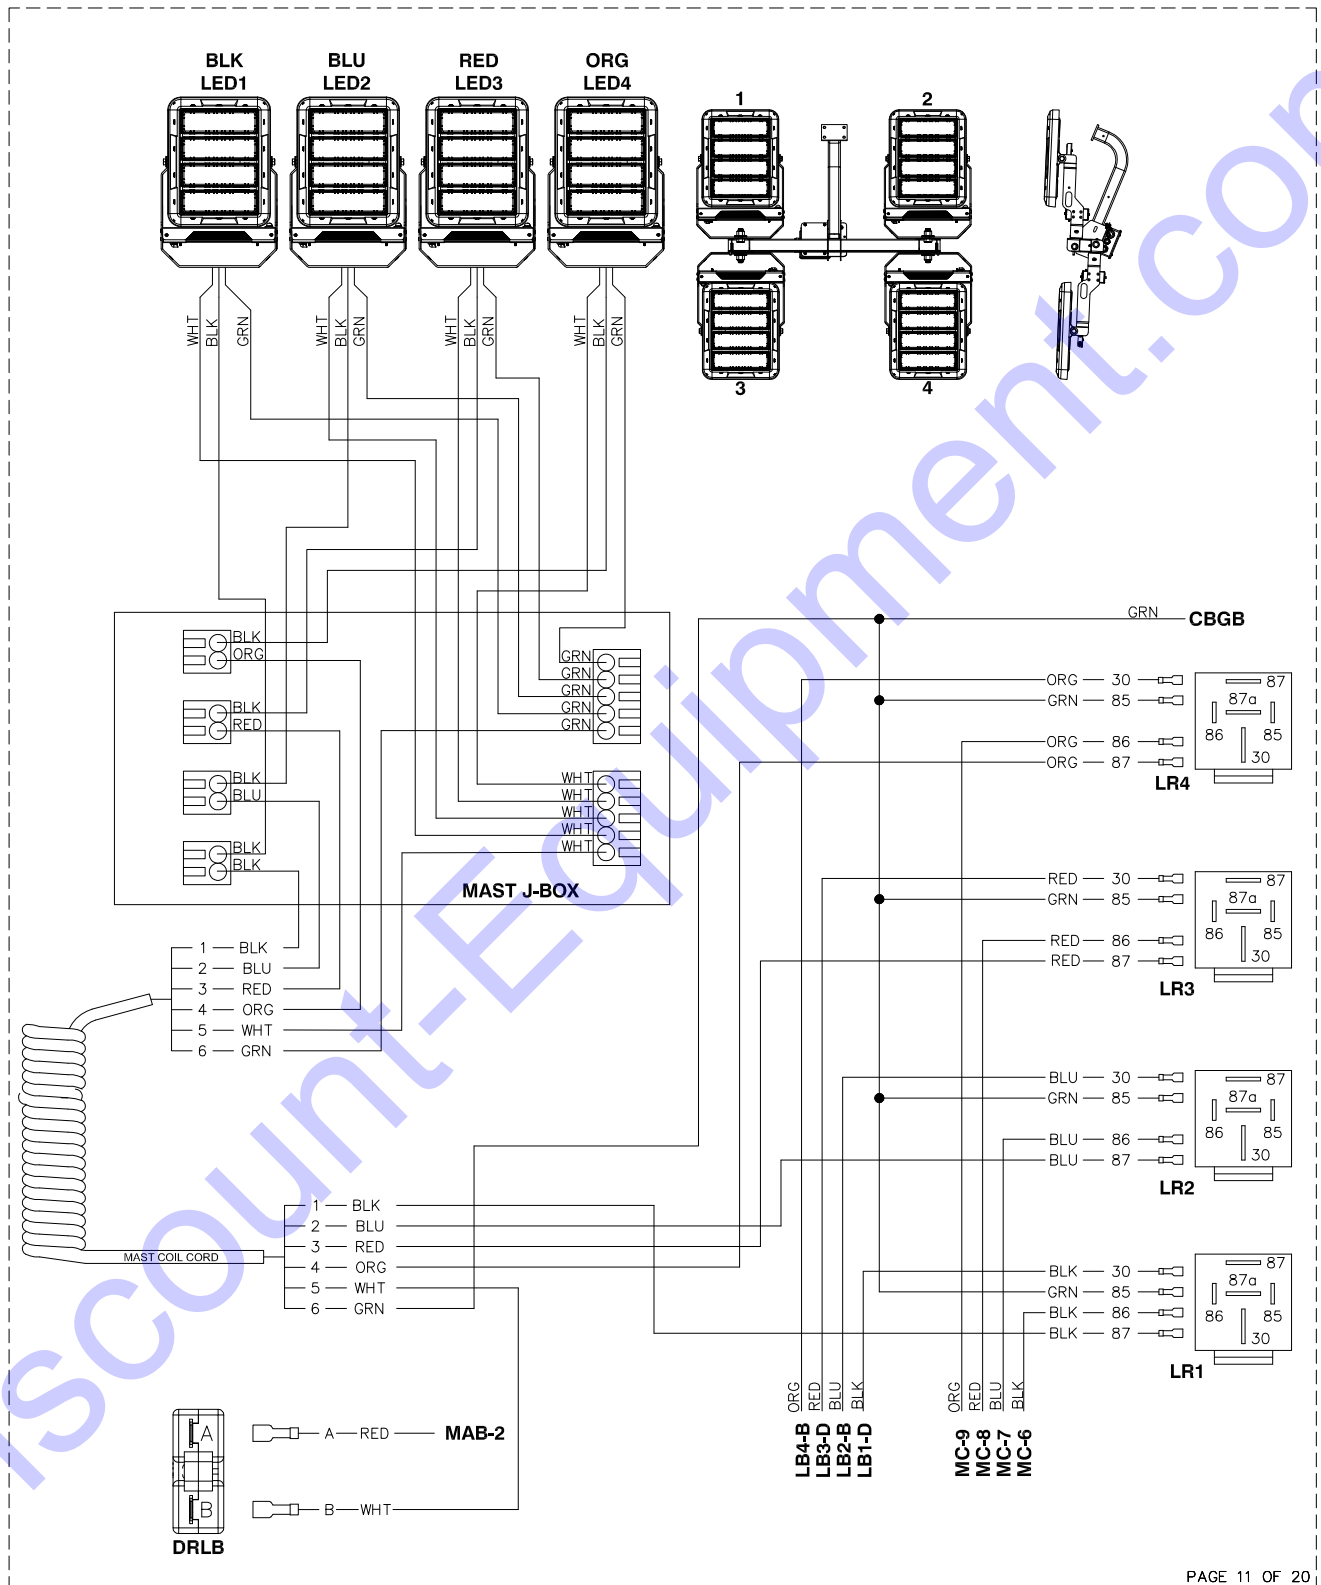 BLK
LED1
BLU
LED2
RED
LED3
ORG
LED4
1
2
3
4
WHT
BLK
GRN
WHT
BLK
GRN
WHT
BLK
GRN
WHT
BLK
GRN
BLK
ORG
BLK
RED
BLK
BLU
BLK
BLK
GRN
GRN
GRN
GRN
GRN
WHT
WHT
WHT
WHT
WHT
MAST J-BOX
1 BLK
2 BLU
3 RED
4 ORG
5 WHT
6 GRN
MAST COIL CORD
1 BLK
2 BLU
3 RED
4 ORG
5 WHT
6 GRN
GRN CBGB
ORG 30
GRN 85
ORG 86
ORG 87
87
87a
86 85
30
LR4
RED 30
GRN 85
RED 86
RED 87
87
87a
86 85
30
LR3
BLU 30
GRN 85
BLU 86
BLU 87
87
87a
86 85
30
LR2
BLK 30
GRN 85
BLK 86
BLK 87
87
87a
86 85
30
LR1
ORG
RED
BLU
BLK
LB4-B
LB3-D
LB2-B
LB1-D
ORG
RED
BLU
BLK
MC-9
MC-8
MC-7
MC-6
A
B
DRLB
A RED MAB-2
B WHT
iscount-Equipment.com
PAGE 11 OF 20